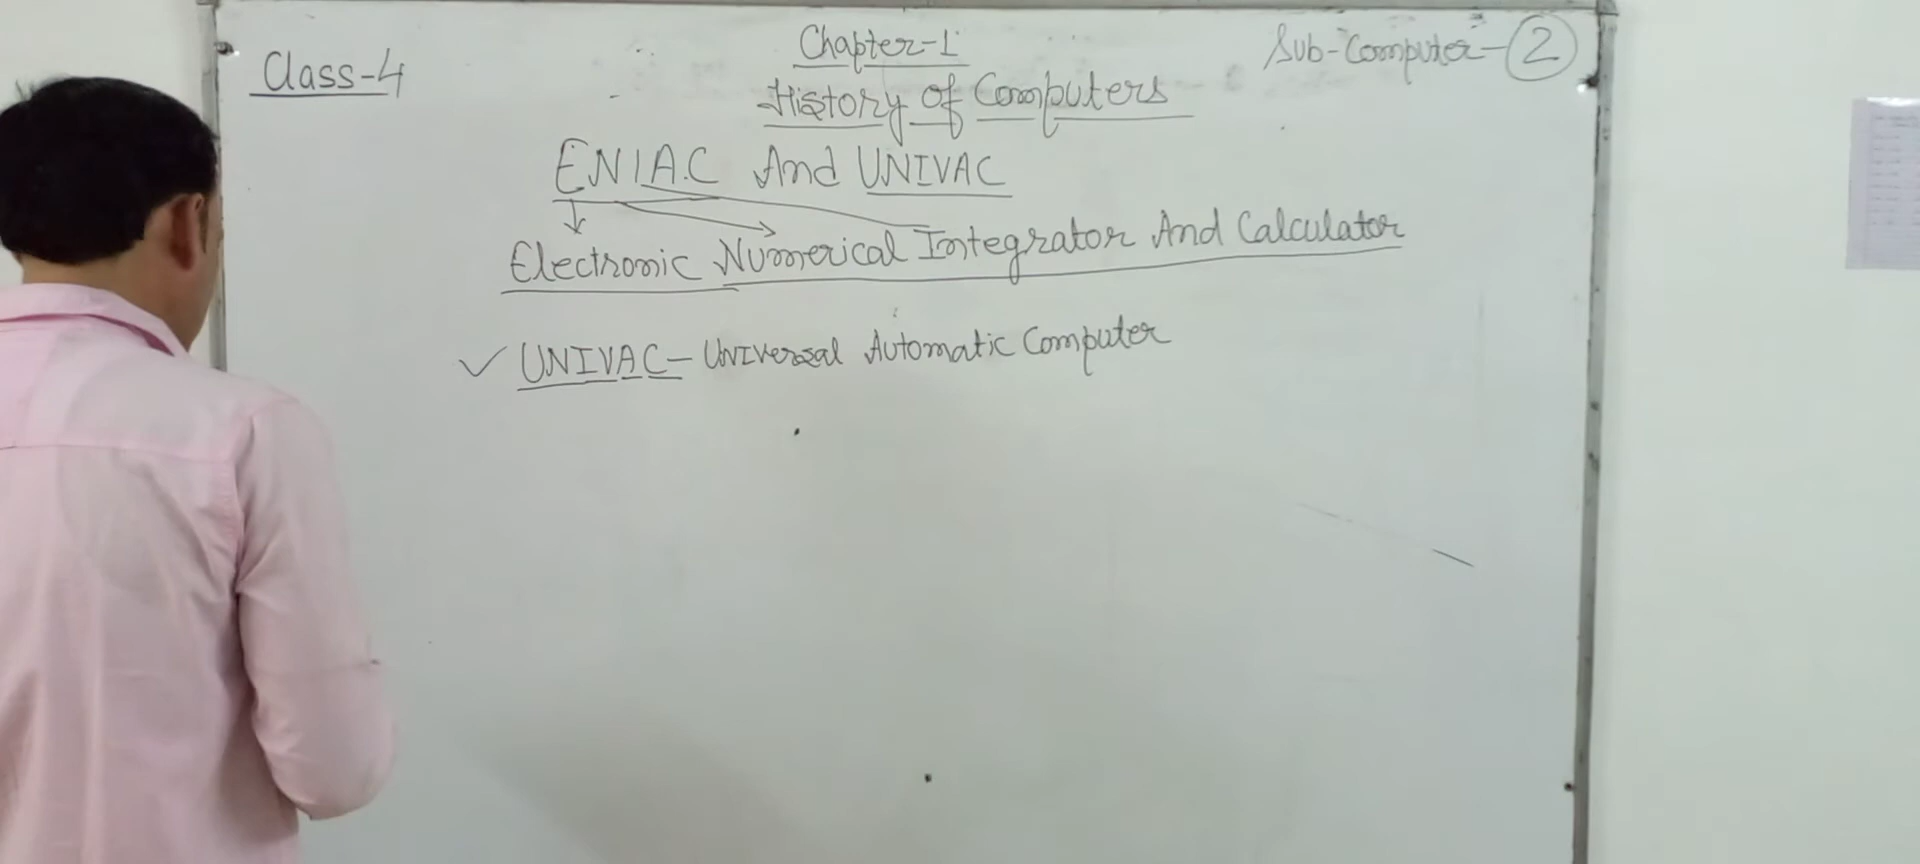 Class-4
Chapter-1
Sub-Computer-2
History of Computers
ENIAC And UNIVAC
Electronic Numerical Integrator And Calculator
✓ UNIVAC - Universal Automatic Computer